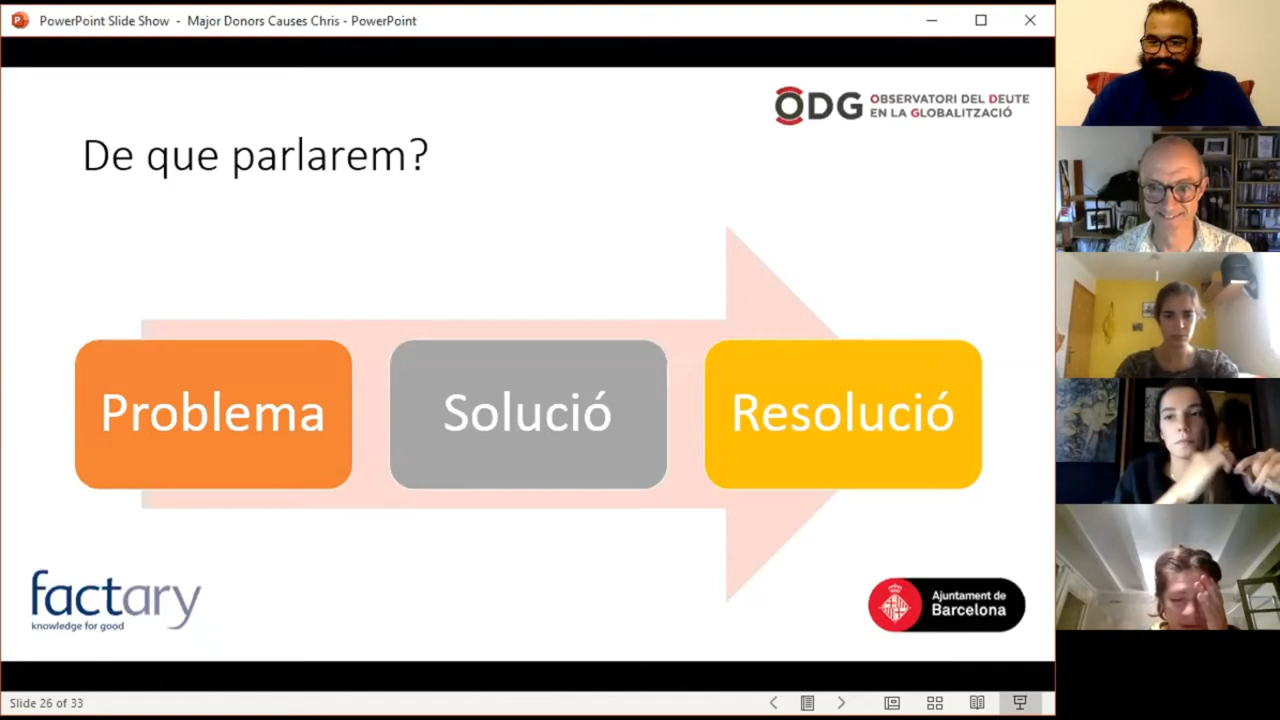 PowerPoint Slide Show - Major Donors Causes Chris - PowerPoint
ODG OBSERVATORI DEL DEUTE
EN LA GLOBALITZACIÓ
De que parlarem?
Problema
Solució
Resolució
factary
knowledge for good
Ajuntament de
Barcelona
Slide 26 of 33